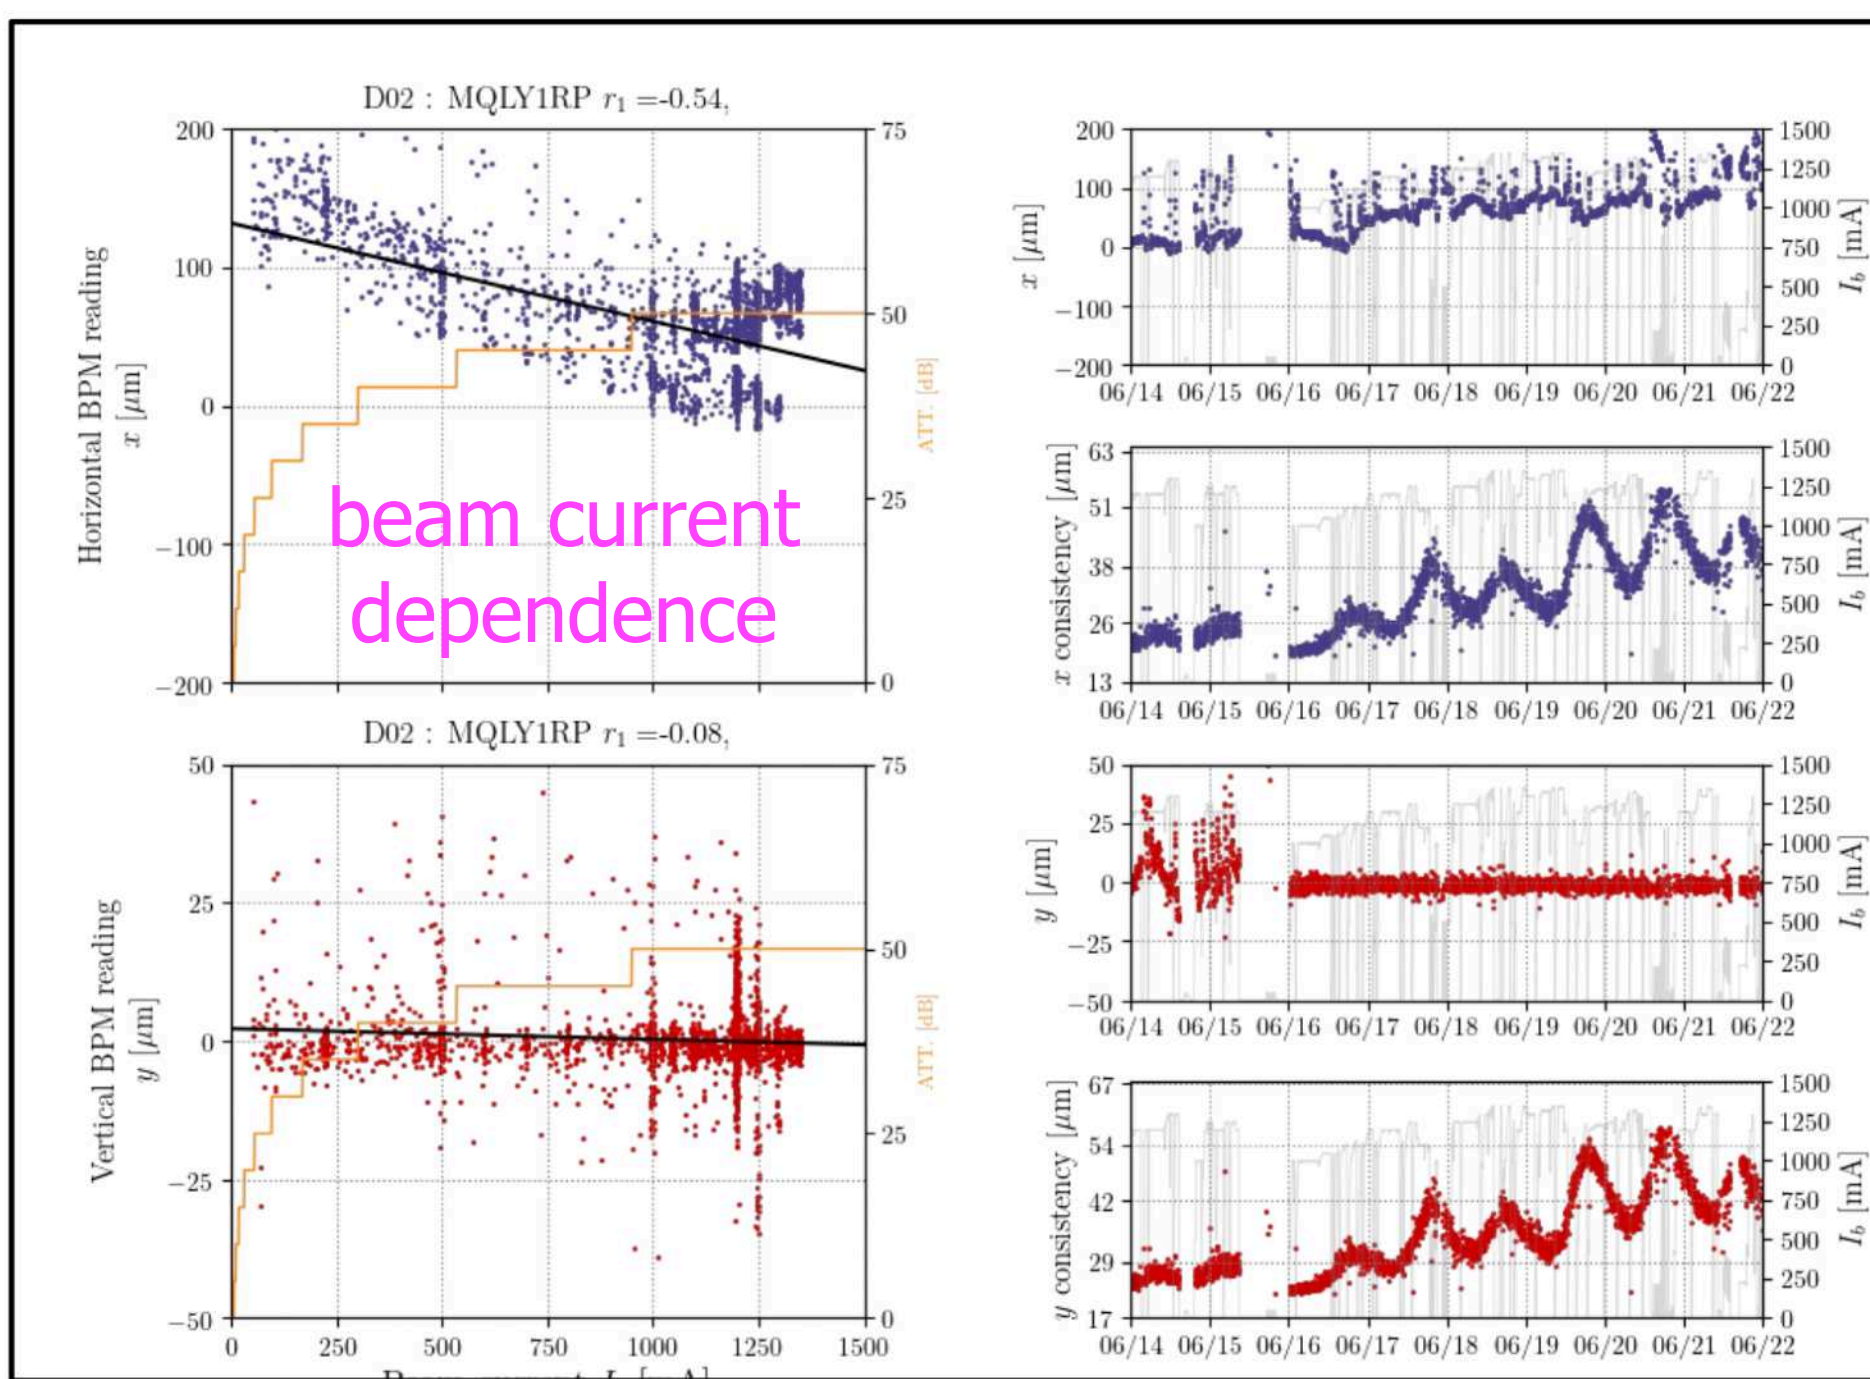 D02 : MQLY1RP r₁ =-0.54,
200
100
0
−100
−200
Horizontal BPM reading
x [μm]
75
50
25
0
ATT. [dB]
beam current
dependence
D02 : MQLY1RP r₁ =-0.08,
50
25
0
−25
−50
Vertical BPM reading
y [μm]
75
50
25
0
ATT. [dB]
0 250 500 750 1000 1250 1500
200
100
0
−100
−200
x [μm]
1500
1250
1000
750
500
250
0
I_b [mA]
06/14 06/15 06/16 06/17 06/18 06/19 06/20 06/21 06/22
63
51
38
26
13
x consistency [μm]
1500
1250
1000
750
500
250
0
I_b [mA]
06/14 06/15 06/16 06/17 06/18 06/19 06/20 06/21 06/22
50
25
0
−25
−50
y [μm]
1500
1250
1000
750
500
250
0
I_b [mA]
06/14 06/15 06/16 06/17 06/18 06/19 06/20 06/21 06/22
67
54
42
29
17
y consistency [μm]
1500
1250
1000
750
500
250
0
I_b [mA]
06/14 06/15 06/16 06/17 06/18 06/19 06/20 06/21 06/22